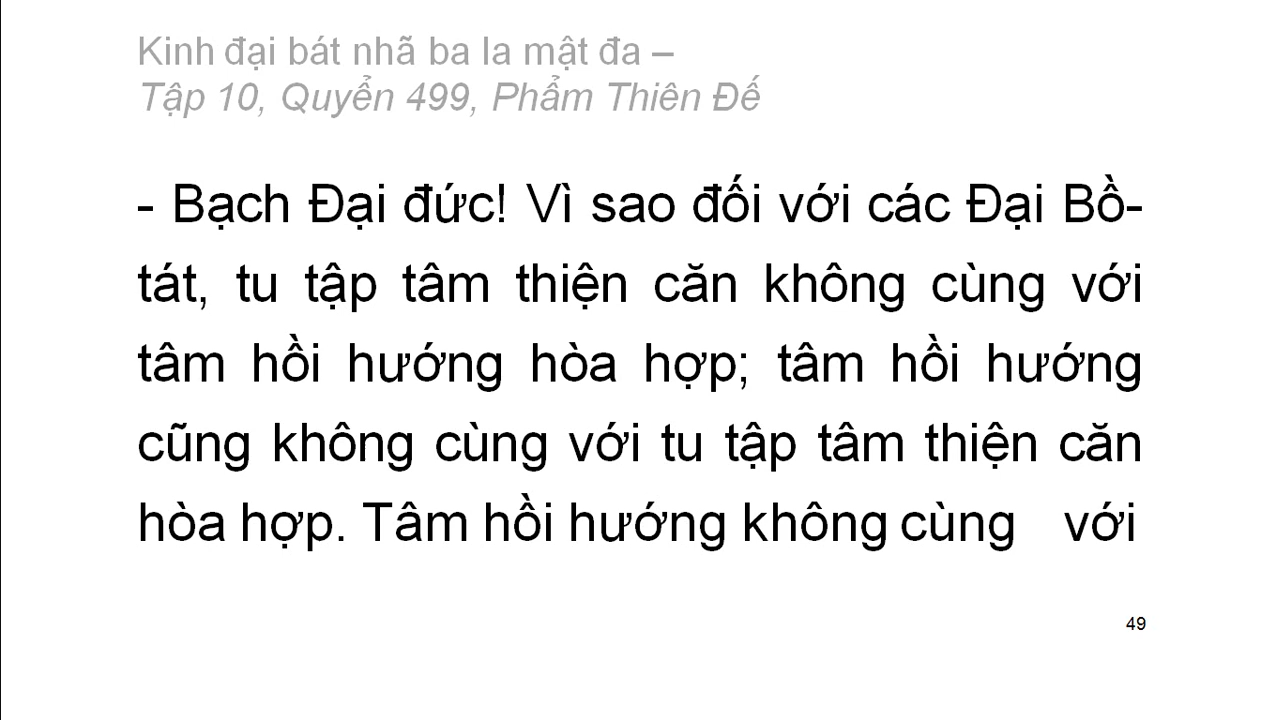 Kinh đại bát nhã ba la mật đa –
Tập 10, Quyển 499, Phẩm Thiên Đế
- Bạch Đại đức! Vì sao đối với các Đại Bồ-
tát, tu tập tâm thiện căn không cùng với
tâm hồi hướng hòa hợp; tâm hồi hướng
cũng không cùng với tu tập tâm thiện căn
hòa hợp. Tâm hồi hướng không cùng với
49